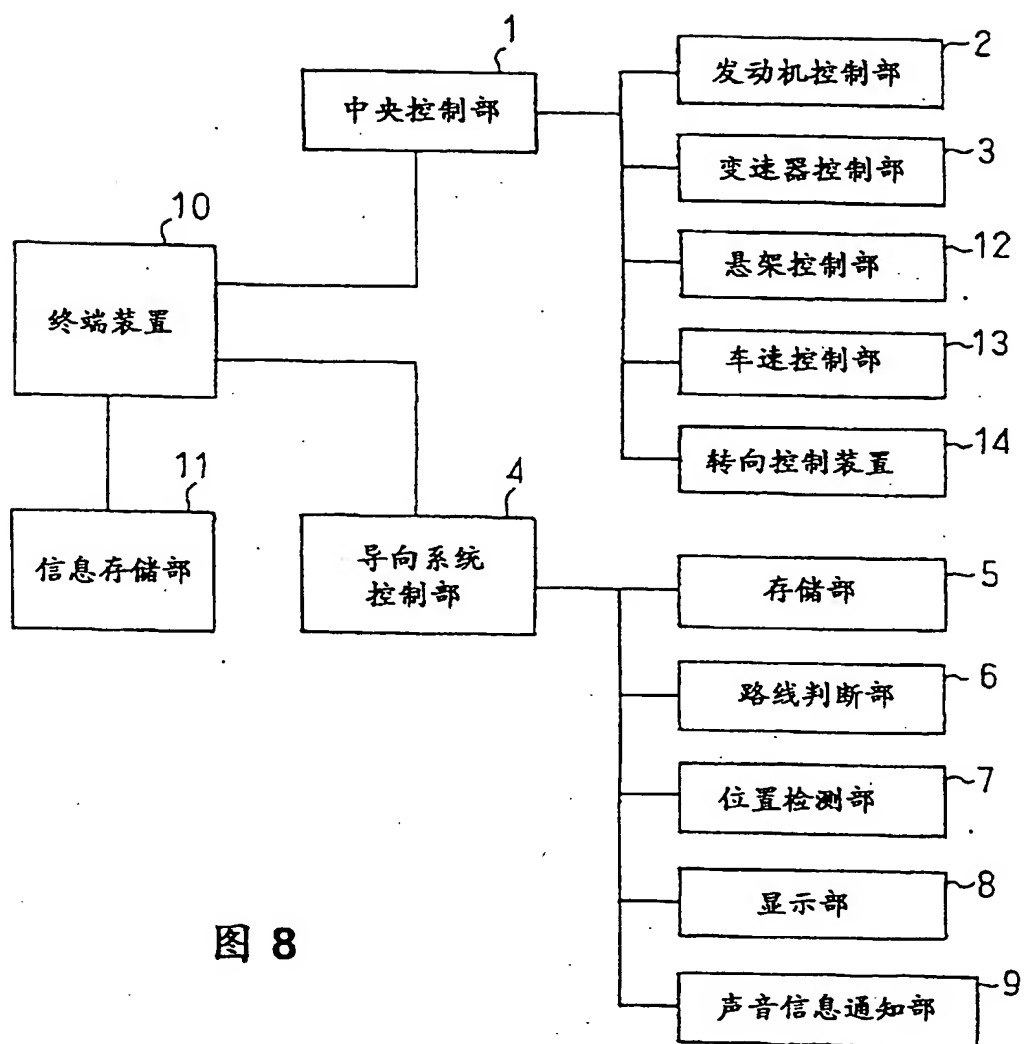 1
中央控制部
2
发动机控制部
3
变速器控制部
10
终端装置
12
悬架控制部
13
车速控制部
14
转向控制装置
11
信息存储部
4
导向系统
控制部
5
存储部
6
路线判断部
7
位置检测部
8
显示部
9
声音信息通知部
图 8